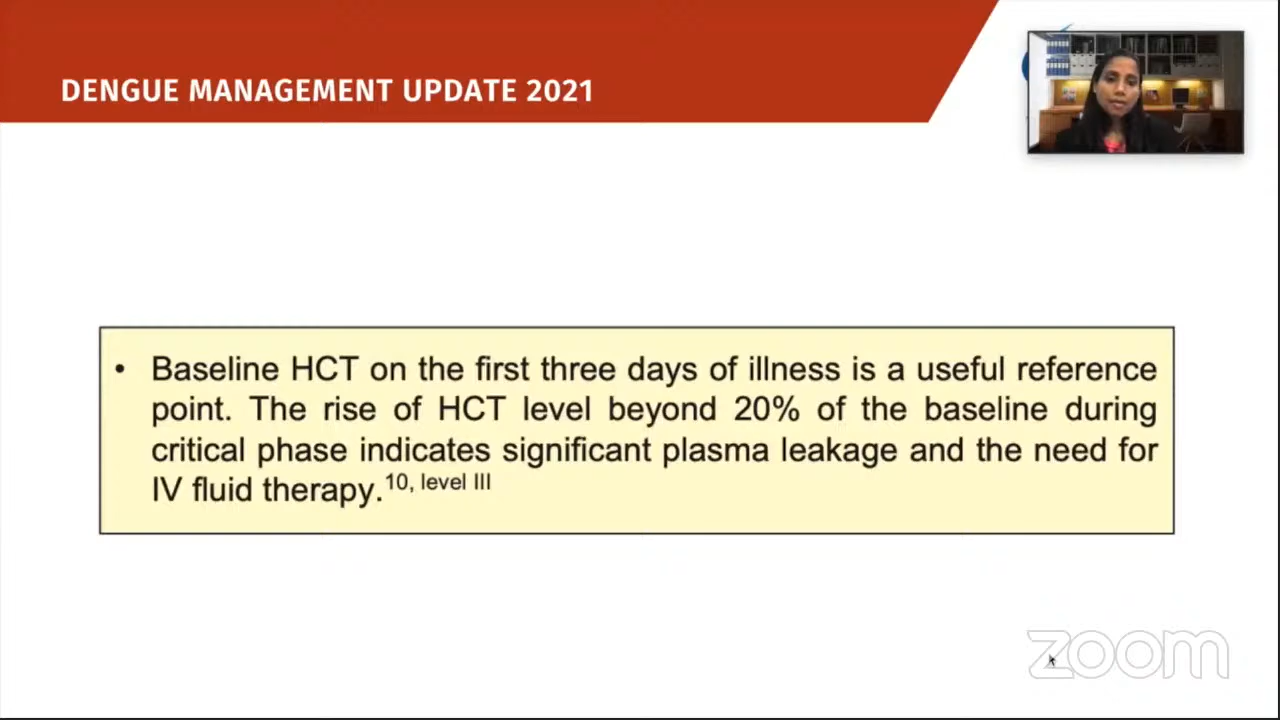 DENGUE MANAGEMENT UPDATE 2021
• Baseline HCT on the first three days of illness is a useful reference
point. The rise of HCT level beyond 20% of the baseline during
critical phase indicates significant plasma leakage and the need for
IV fluid therapy.10, level III
zoom